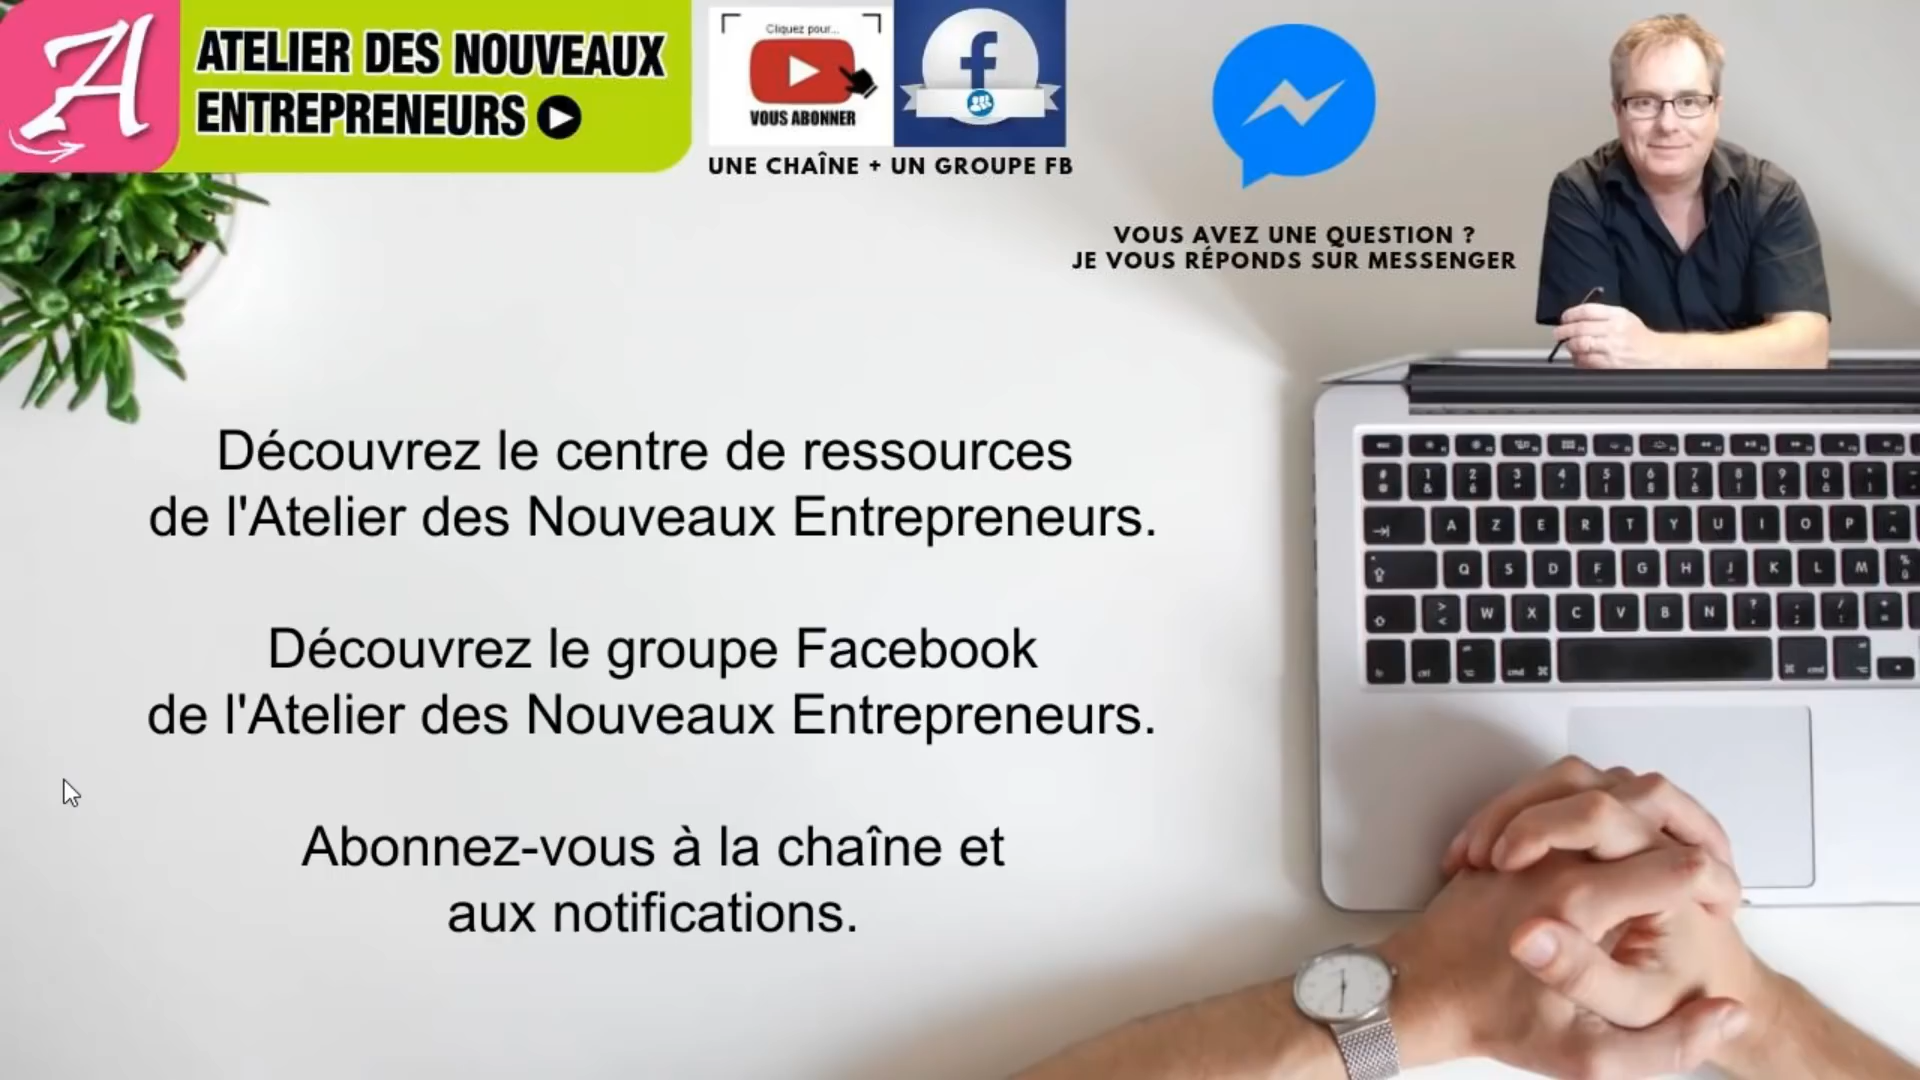 ATELIER DES NOUVEAUX
ENTREPRENEURS
Cliquez pour...
VOUS ABONNER
UNE CHAÎNE + UN GROUPE FB
VOUS AVEZ UNE QUESTION ?
JE VOUS RÉPONDS SUR MESSENGER
Découvrez le centre de ressources
de l'Atelier des Nouveaux Entrepreneurs.
Découvrez le groupe Facebook
de l'Atelier des Nouveaux Entrepreneurs.
Abonnez-vous à la chaîne et
aux notifications.
A Z E R T Y U I O P
Q S D F G H J K L M
W X C V B N